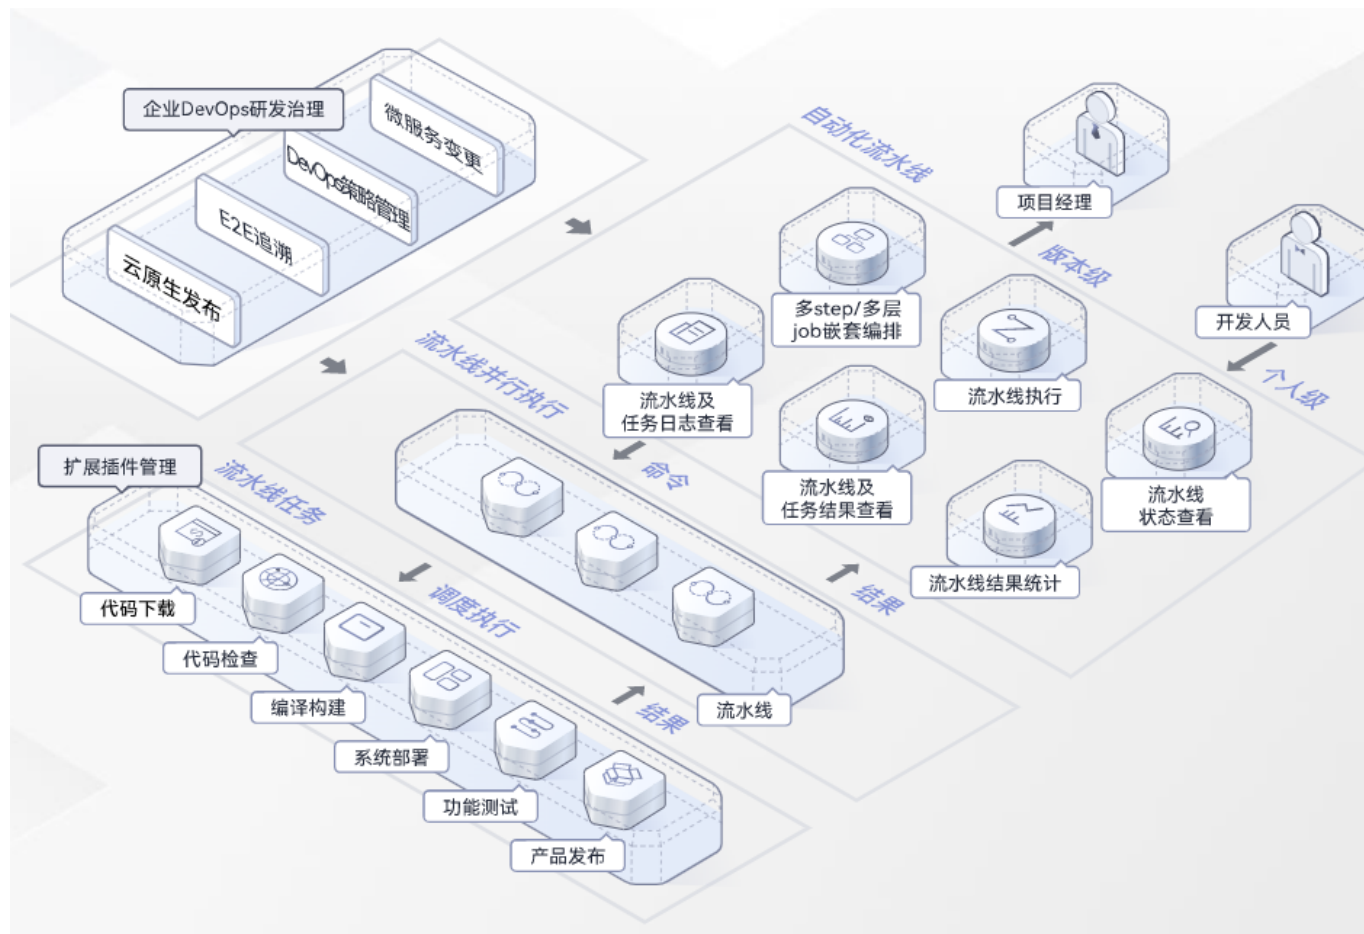 企业DevOps研发治理
微服务变更
DevOps策略管理
E2E追溯
云原生发布
自动化流水线
项目经理
版本级
开发人员
个人级
多step/多层
job嵌套编排
流水线执行
流水线及
任务日志查看
流水线及
任务结果查看
流水线
状态查看
流水线结果统计
流水线并行执行
命令
结果
流水线
扩展插件管理
流水线任务
调度执行
结果
代码下载
代码检查
编译构建
系统部署
功能测试
产品发布